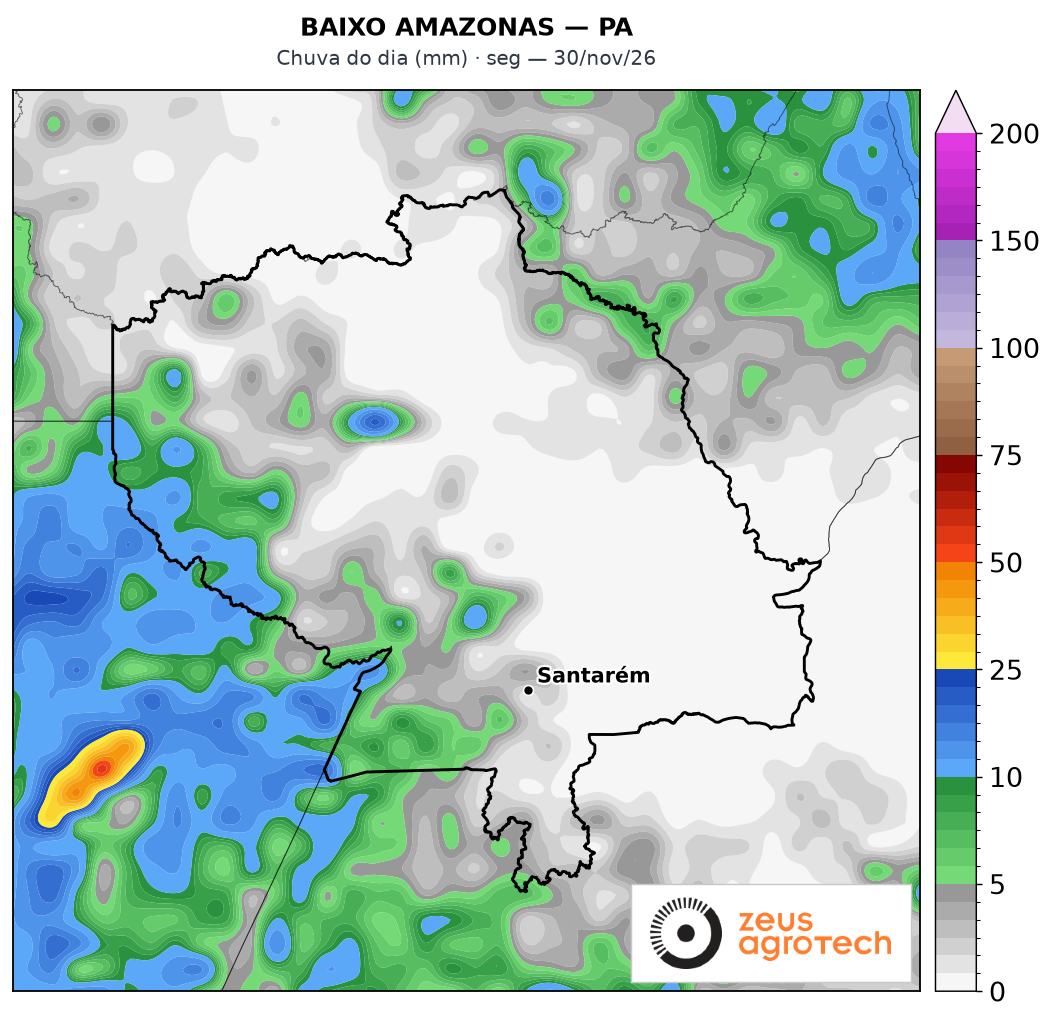 BAIXO AMAZONAS — PA
Chuva do dia (mm) · seg — 30/nov/26
200
150
100
75
50
25
10
5
0
Santarém
zeus
agrotech